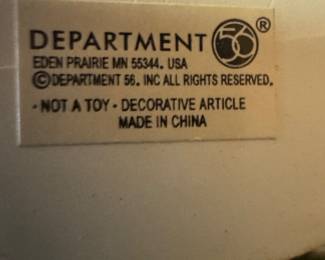 DEPARTMENT 56 ®
EDEN PRAIRIE MN 55344. USA
©DEPARTMENT 56. INC ALL RIGHTS RESERVED.
- NOT A TOY - DECORATIVE ARTICLE
MADE IN CHINA